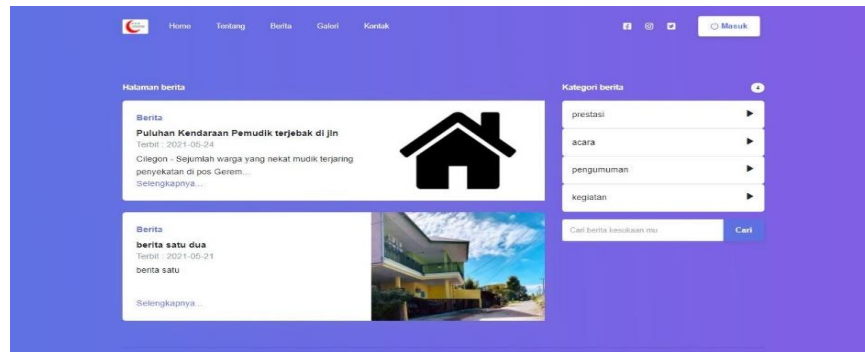 Home Tentang Berita Galeri Kontak
Masuk
Halaman berita
Berita
Puluhan Kendaraan Pemudik terjebak di jln
Terbit : 2021-05-24
Cilegon - Sejumlah warga yang nekat mudik terjaring
penyekatan di pos Gerem...
Selengkapnya...
Berita
berita satu dua
Terbit : 2021-05-21
berita satu
Selengkapnya...
Kategori berita 4
prestasi
acara
pengumuman
kegiatan
Cari berita kesukaan mu Cari